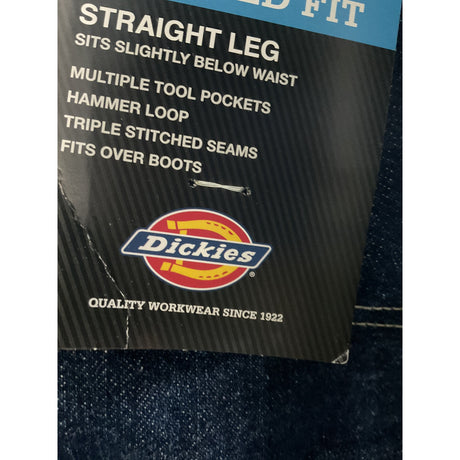 FIT
STRAIGHT LEG
SITS SLIGHTLY BELOW WAIST
MULTIPLE TOOL POCKETS
HAMMER LOOP
TRIPLE STITCHED SEAMS
FITS OVER BOOTS
Dickies®
QUALITY WORKWEAR SINCE 1922